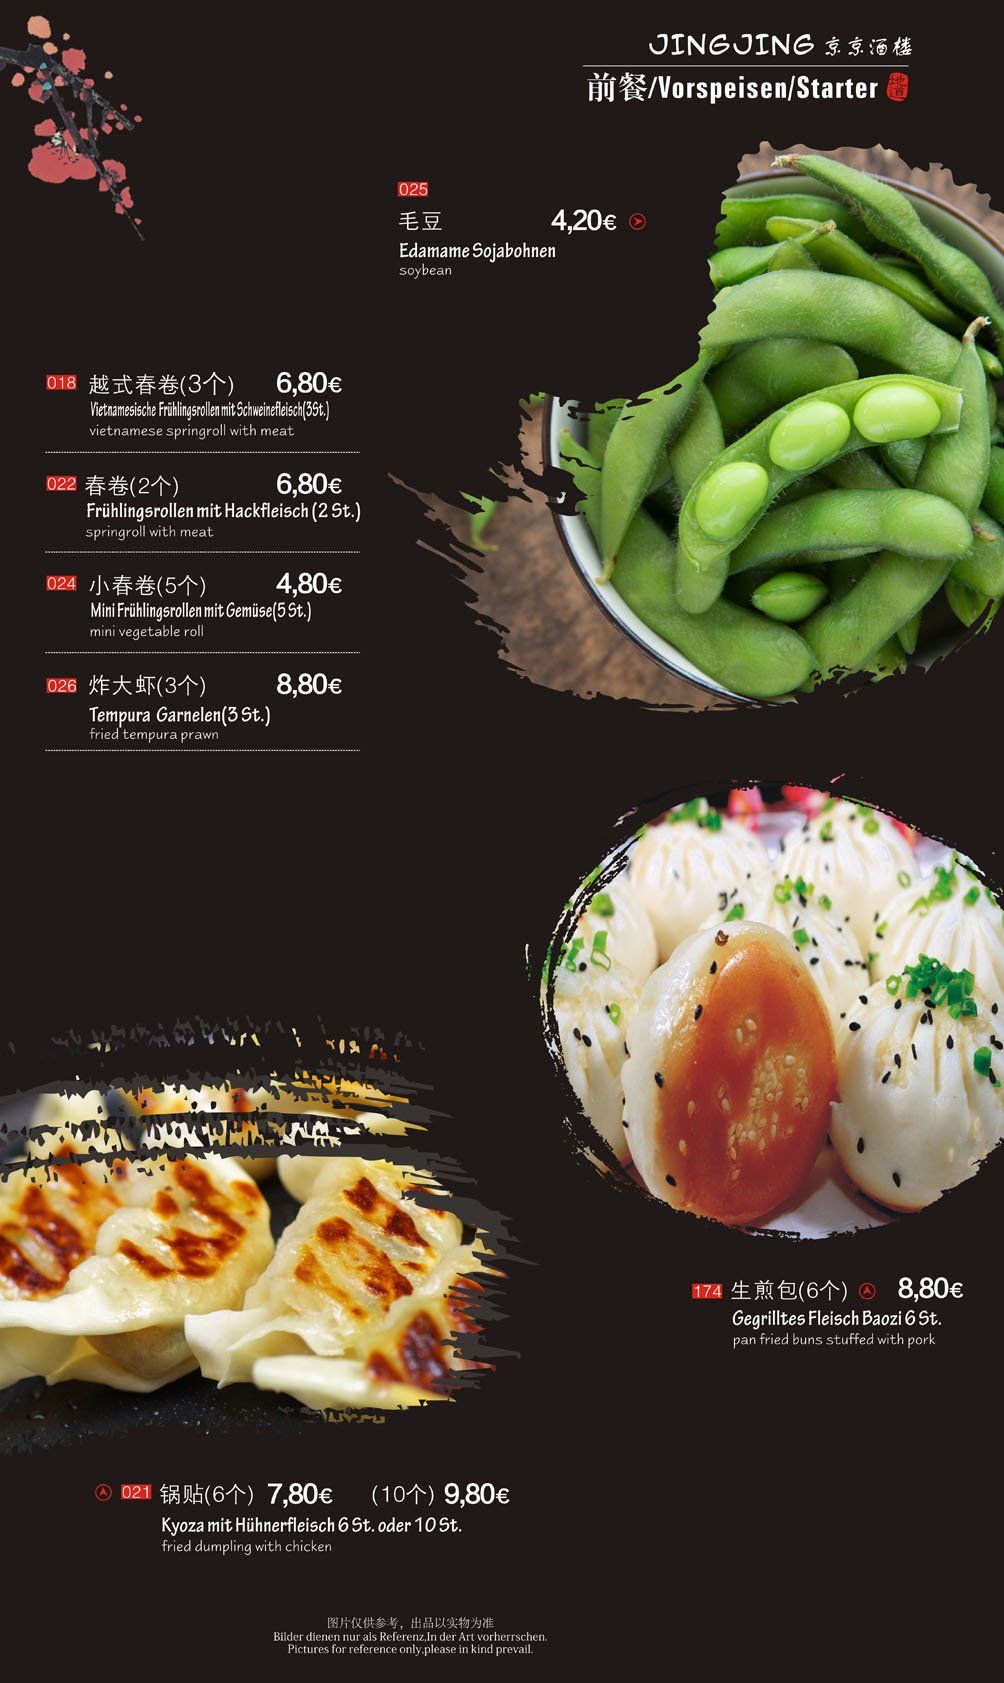 JINGJING 京京酒楼
前餐/Vorspeisen/Starter 地道
025
毛豆 4,20€
Edamame Sojabohnen
soybean
018 越式春卷(3个) 6,80€
Vietnamesische Frühlingsrollen mit Schweinefleisch(3St.)
vietnamese springroll with meat
022 春卷(2个) 6,80€
Frühlingsrollen mit Hackfleisch (2 St.)
springroll with meat
024 小春卷(5个) 4,80€
Mini Frühlingsrollen mit Gemüse(5 St.)
mini vegetable roll
026 炸大虾(3个) 8,80€
Tempura Garnelen(3 St.)
fried tempura prawn
174 生煎包(6个) 8,80€
Gegrilltes Fleisch Baozi 6 St.
pan fried buns stuffed with pork
021 锅贴(6个) 7,80€ (10个) 9,80€
Kyoza mit Hühnerfleisch 6 St. oder 10 St.
fried dumpling with chicken
图片仅供参考，出品以实物为准
Bilder dienen nur als Referenz,In der Art vorherrschen.
Pictures for reference only,please in kind prevail.